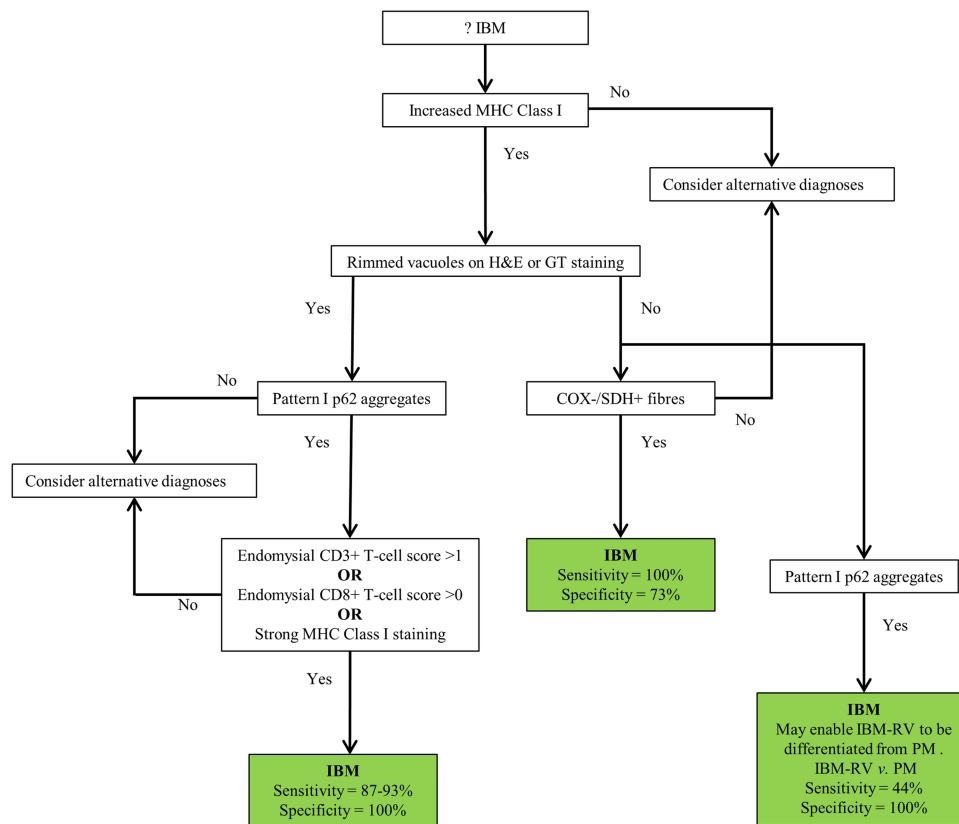 ? IBM
Increased MHC Class I
No
Yes
Consider alternative diagnoses
Rimmed vacuoles on H&E or GT staining
Yes
No
No
Pattern I p62 aggregates
COX-/SDH+ fibres
No
Yes
Yes
Consider alternative diagnoses
Endomysial CD3+ T-cell score >1
OR
Endomysial CD8+ T-cell score >0
OR
Strong MHC Class I staining
No
IBM
Sensitivity = 100%
Specificity = 73%
Pattern I p62 aggregates
Yes
Yes
IBM
Sensitivity = 87-93%
Specificity = 100%
IBM
May enable IBM-RV to be
differentiated from PM .
IBM-RV v. PM
Sensitivity = 44%
Specificity = 100%